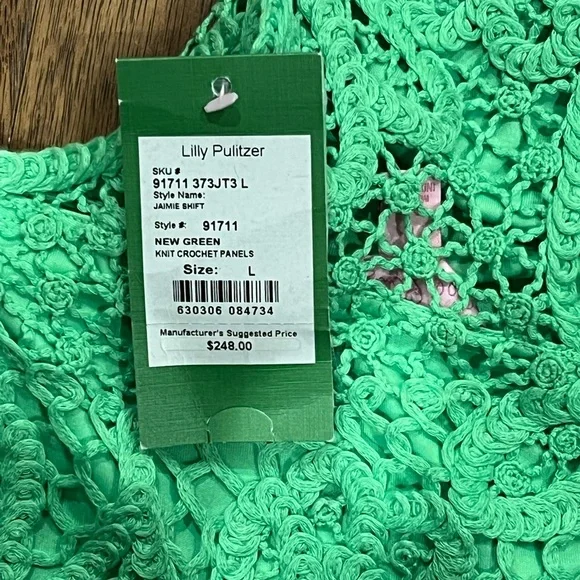 Lilly Pulitzer
SKU #
91711 373JT3 L
Style Name:
JAIMIE SHIFT
Style #: 91711
NEW GREEN
KNIT CROCHET PANELS
Size: L
630306 084734
Manufacturer's Suggested Price
$248.00